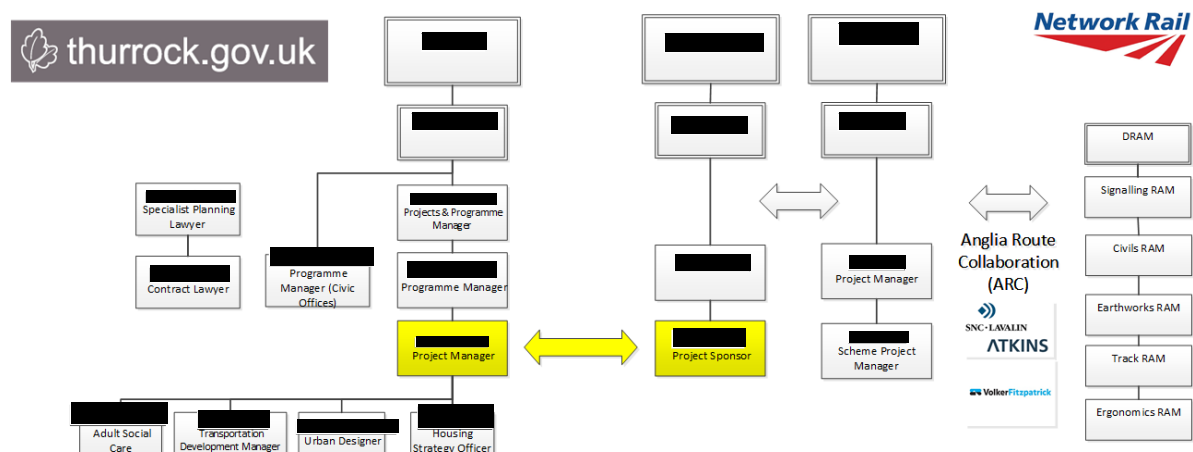 thurrock.gov.uk
Network Rail
DRAM
Signalling RAM
Specialist Planning
Lawyer
Projects & Programme
Manager
Civils RAM
Anglia Route
Collaboration
(ARC)
Contract Lawyer
Programme
Manager (Civic
Offices)
Programme Manager
Project Manager
Earthworks RAM
SNC • LAVALIN
ATKINS
Project Manager
Project Sponsor
Scheme Project
Manager
Track RAM
VolkerFitzpatrick
Ergonomics RAM
Adult Social
Care
Transportation
Development Manager
Urban Designer
Housing
Strategy Officer